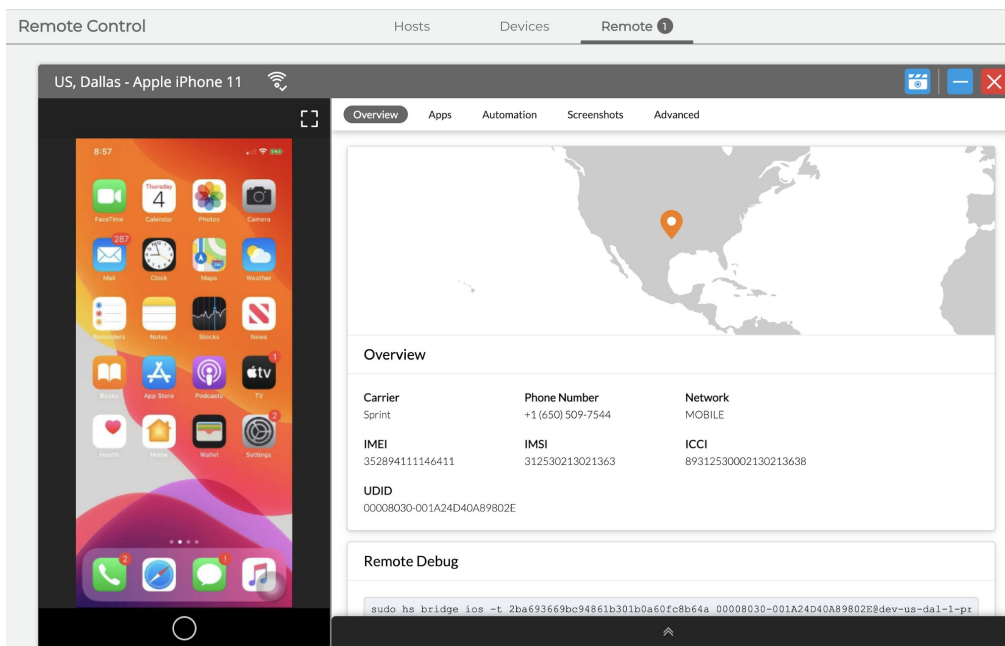 Remote Control
Hosts Devices Remote 1
US, Dallas - Apple iPhone 11
8:57
Overview Apps Automation Screenshots Advanced
FaceTime Calendar Photos Camera
Thursday
4
287
Mail Clock Maps Weather
Reminders Notes Stocks News
1
tv
Books App Store Podcasts TV
2
Health Home Wallet Settings
2 1
Overview
Carrier Phone Number Network
Sprint +1 (650) 509-7544 MOBILE
IMEI IMSI ICCI
352894111146411 312530213021363 89312530002130213638
UDID
00008030-001A24D40A89802E
Remote Debug
sudo hs bridge ios -t 2ba693669bc94861b301b0a60fc8b64a 00008030-001A24D40A89802E@dev-us-dal-1-pr